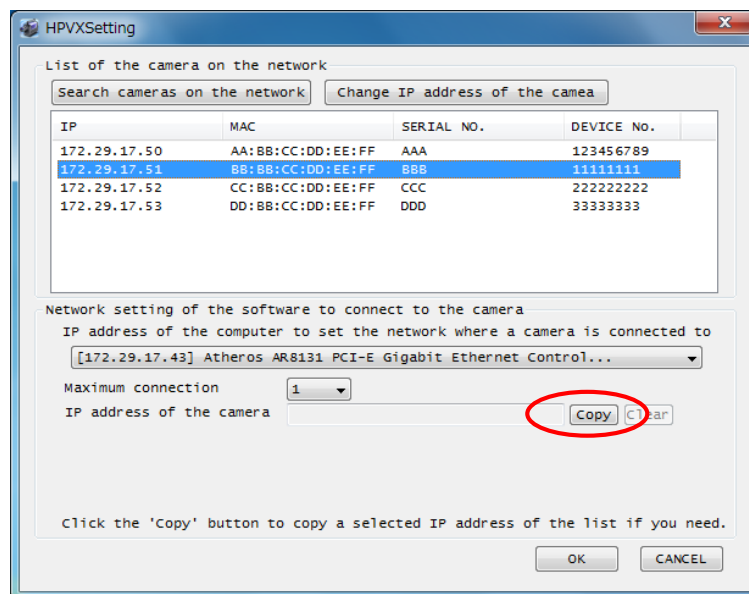 HPVXSetting
List of the camera on the network
Search cameras on the network Change IP address of the camea
IP MAC SERIAL NO. DEVICE No.
172.29.17.50 AA:BB:CC:DD:EE:FF AAA 123456789
172.29.17.51 BB:BB:CC:DD:EE:FF BBB 11111111
172.29.17.52 CC:BB:CC:DD:EE:FF CCC 222222222
172.29.17.53 DD:BB:CC:DD:EE:FF DDD 33333333
Network setting of the software to connect to the camera
IP address of the computer to set the network where a camera is connected to
[172.29.17.43] Atheros AR8131 PCI-E Gigabit Ethernet Control...
Maximum connection 1
IP address of the camera Copy Clear
Click the 'Copy' button to copy a selected IP address of the list if you need.
OK CANCEL